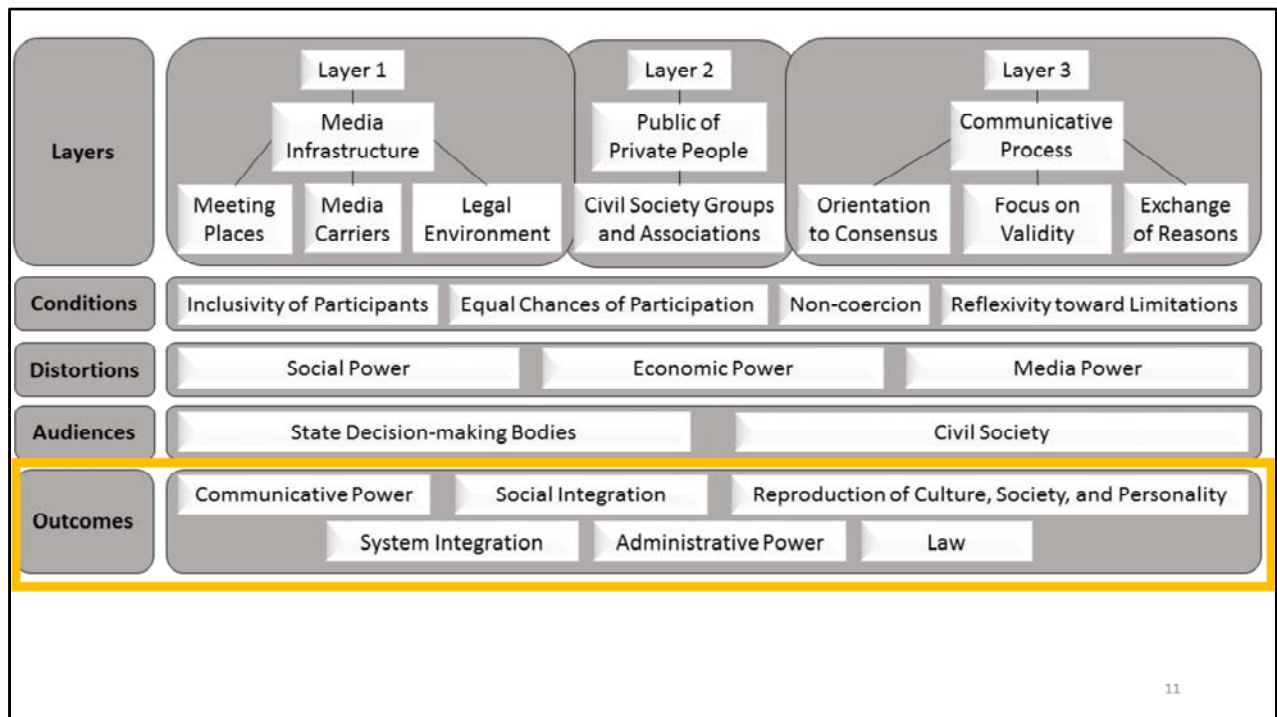 Layers
Layer 1
Media
Infrastructure
Meeting
Places
Media
Carriers
Legal
Environment
Layer 2
Public of
Private People
Civil Society Groups
and Associations
Layer 3
Communicative
Process
Orientation
to Consensus
Focus on
Validity
Exchange
of Reasons
Conditions
Inclusivity of Participants
Equal Chances of Participation
Non-coercion
Reflexivity toward Limitations
Distortions
Social Power
Economic Power
Media Power
Audiences
State Decision-making Bodies
Civil Society
Outcomes
Communicative Power
Social Integration
Reproduction of Culture, Society, and Personality
System Integration
Administrative Power
Law
11